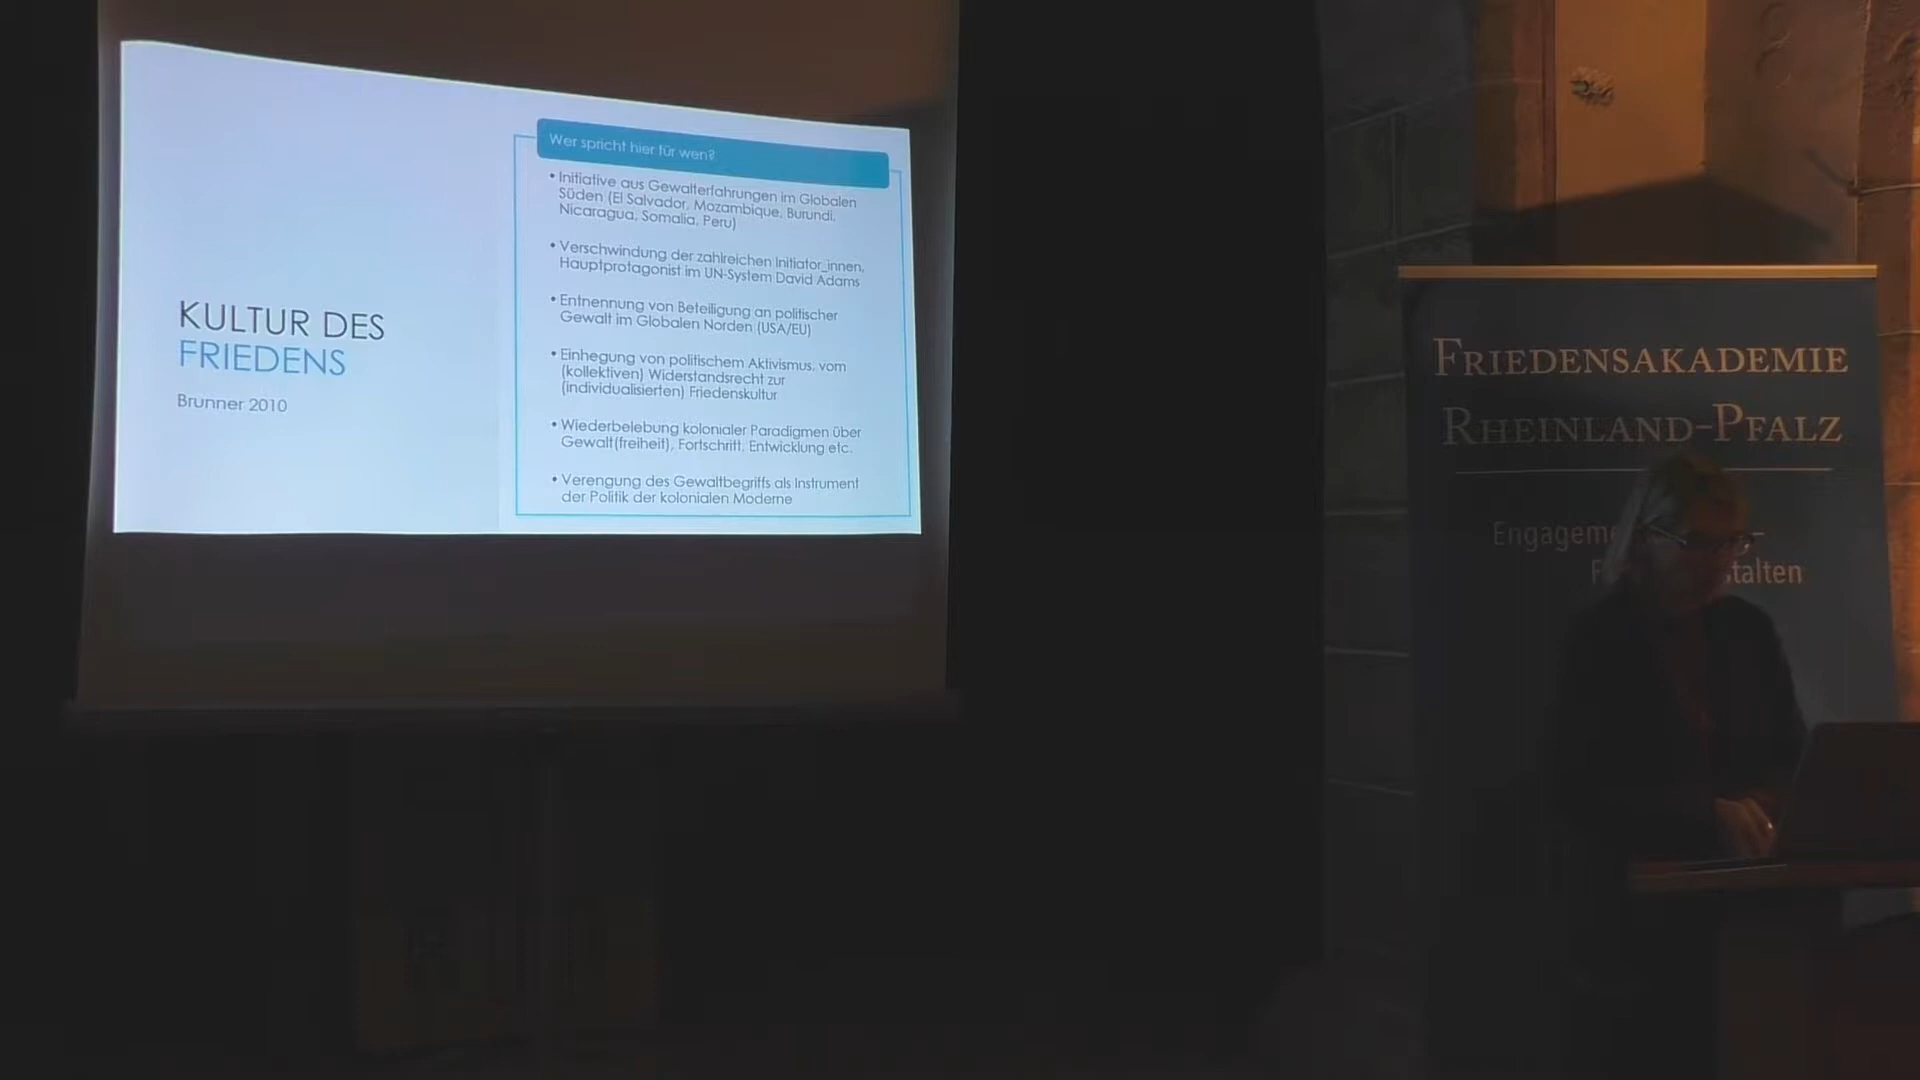 KULTUR DES
FRIEDENS
Brunner 2010
Wer spricht hier für wen?
• Initiative aus Gewalterfahrungen im Globalen
Süden (El Salvador, Mozambique, Burundi,
Nicaragua, Somalia, Peru)
• Verschwindung der zahlreichen Initiator_innen,
Hauptprotagonist im UN-System David Adams
• Entnennung von Beteiligung an politischer
Gewalt im Globalen Norden (USA/EU)
• Einhegung von politischem Aktivismus, vom
(kollektiven) Widerstandsrecht zur
(individualisierten) Friedenskultur
• Wiederbelebung kolonialer Paradigmen über
Gewalt(freiheit), Fortschritt, Entwicklung etc.
• Verengung des Gewaltbegriffs als Instrument
der Politik der kolonialen Moderne
FRIEDENSAKADEMIE
RHEINLAND-PFALZ